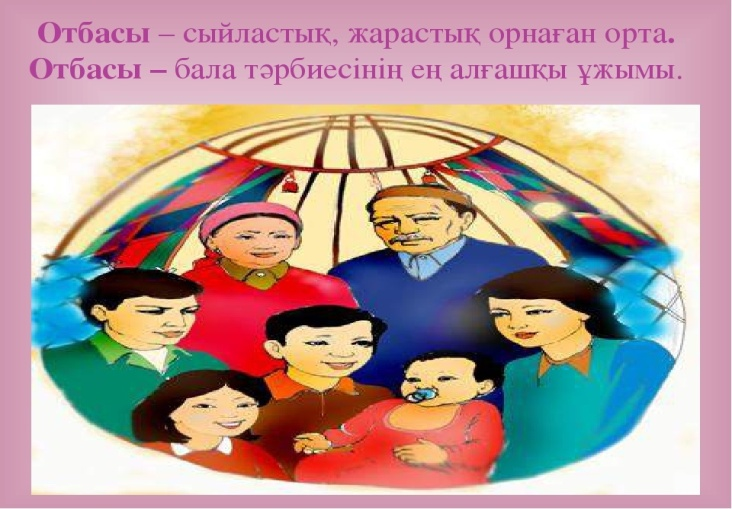 Отбасы – сыйластық, жарастық орнаған орта.
Отбасы – бала тәрбиесінің ең алғашқы ұжымы.